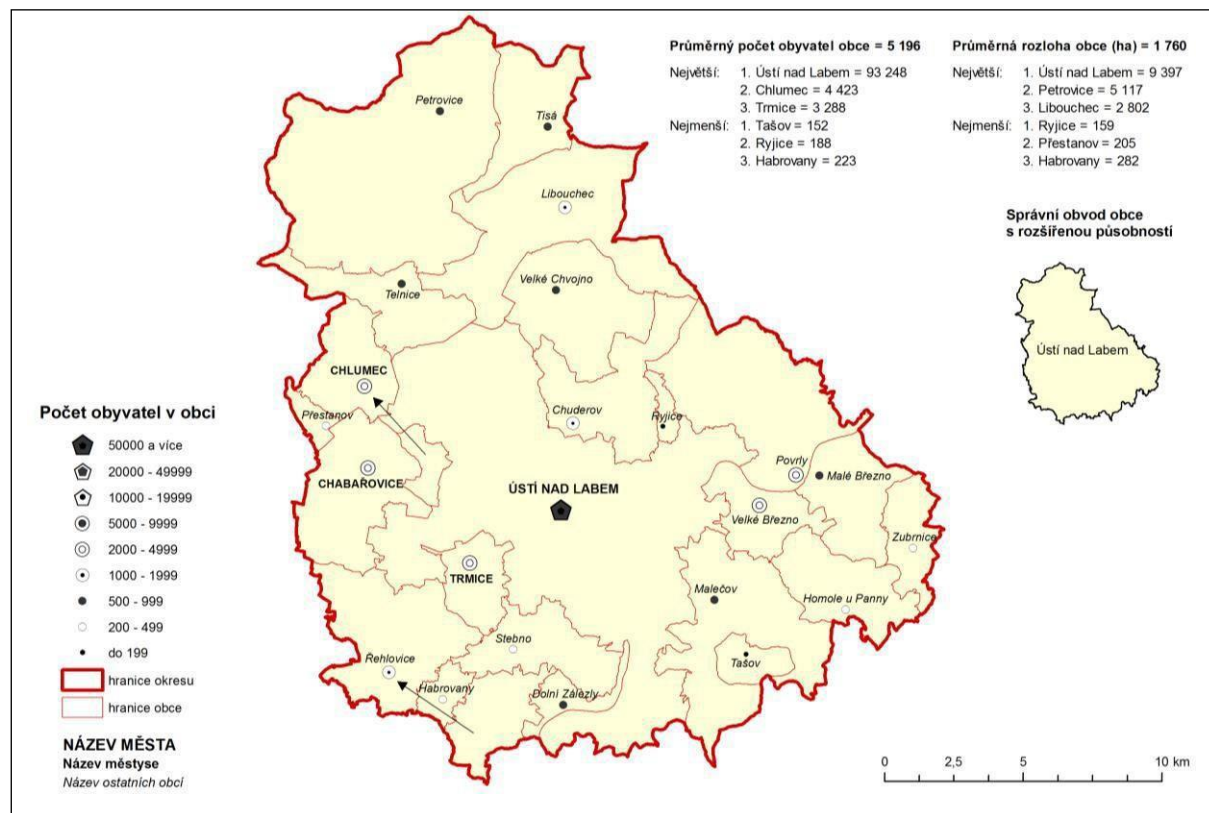 Průměrný počet obyvatel obce = 5 196
Největší: 1. Ústí nad Labem = 93 248
2. Chlumec = 4 423
3. Trmice = 3 288
Nejmenší: 1. Tašov = 152
2. Ryjice = 188
3. Habrovany = 223
Průměrná rozloha obce (ha) = 1 760
Největší: 1. Ústí nad Labem = 9 397
2. Petrovice = 5 117
3. Libouchec = 2 802
Nejmenší: 1. Ryjice = 159
2. Přestanov = 205
3. Habrovany = 282
Správní obvod obce
s rozšířenou působností
Ústí nad Labem
Petrovice
Tisá
Libouchec
Telnice
Velké Chvojno
CHLUMEC
Přestanov
Chuderov
Ryjice
CHABAŘOVICE
ÚSTÍ NAD LABEM
Povrly
Malé Březno
Velké Březno
Zubrnice
TRMICE
Malečov
Homole u Panny
Stebno
Tašov
Řehlovice
Habrovany
Dolní Zálezly
Počet obyvatel v obci
50000 a více
20000 - 49999
10000 - 19999
5000 - 9999
2000 - 4999
1000 - 1999
500 - 999
200 - 499
do 199
hranice okresu
hranice obce
NÁZEV MĚSTA
Název městyse
Název ostatních obcí
0 2,5 5 10 km